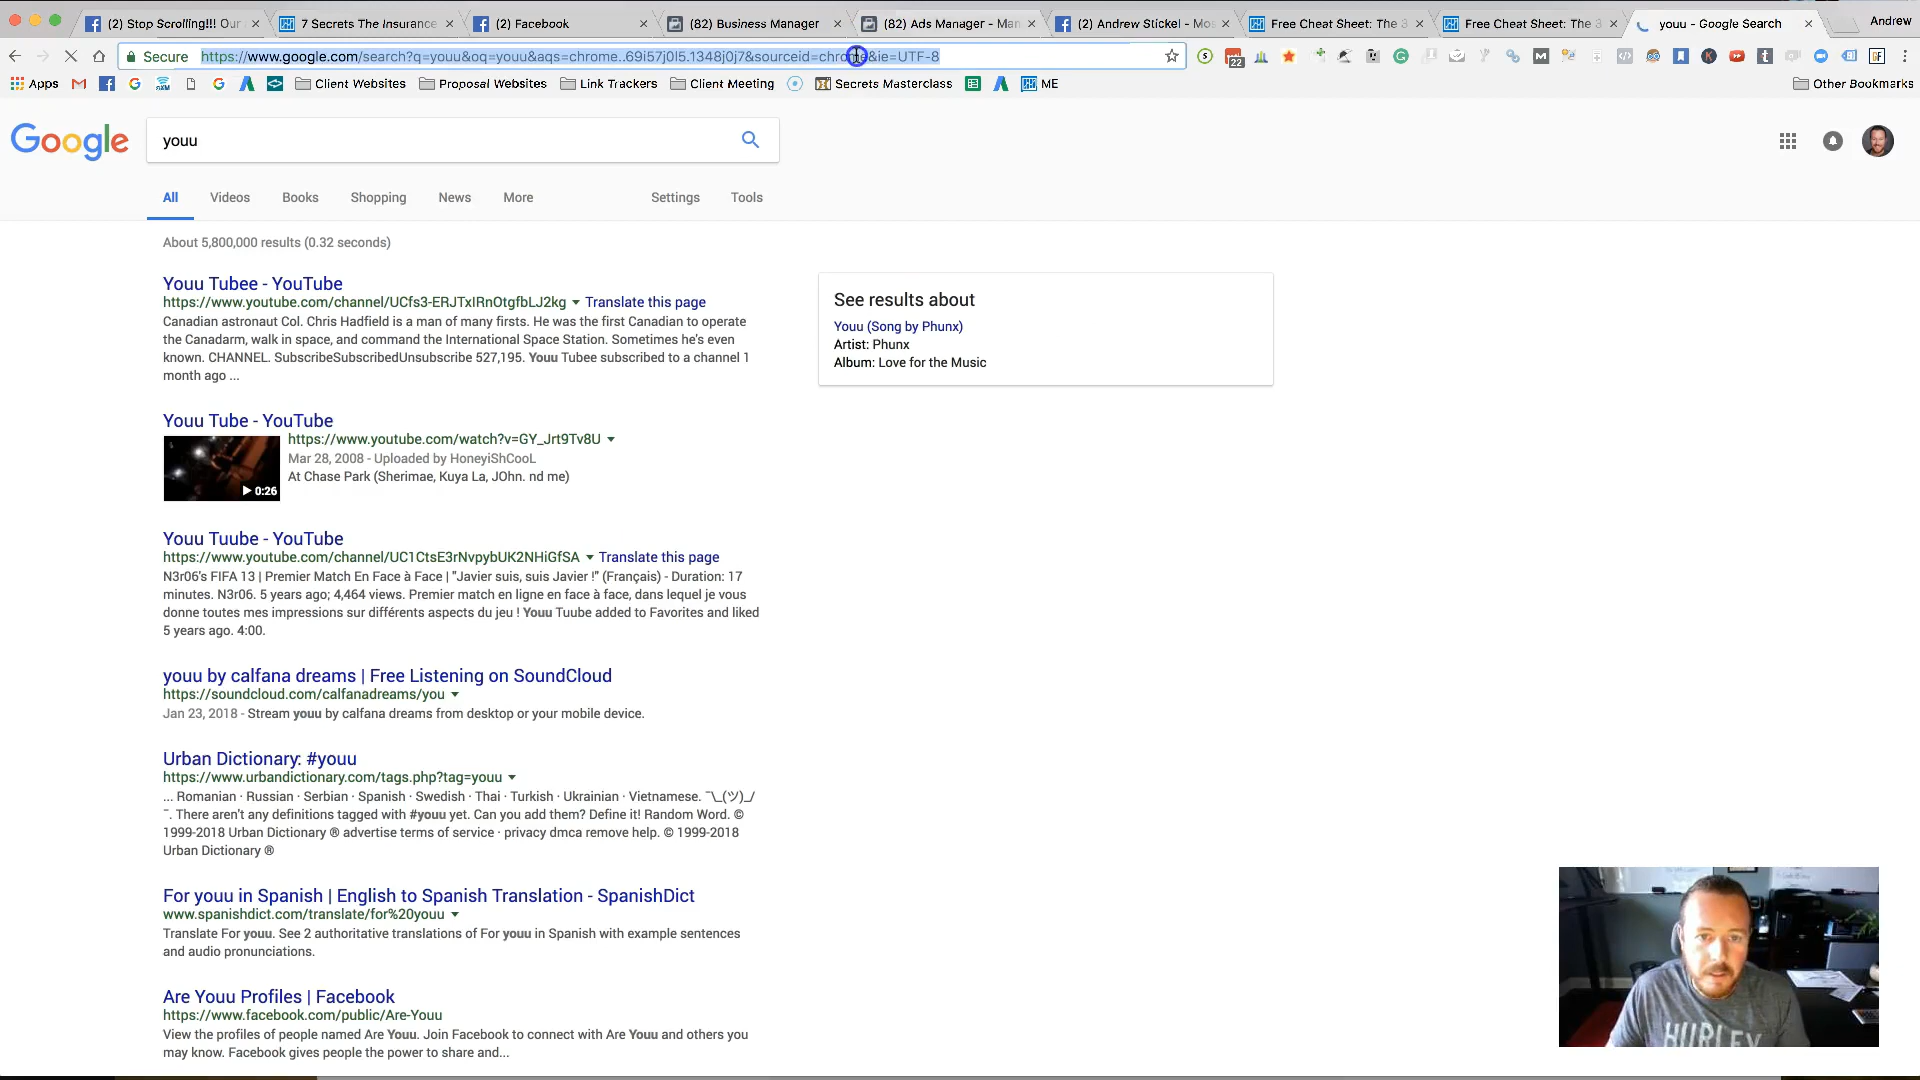 (2) Stop Scrolling!!! Our
7 Secrets The Insurance
(2) Facebook
(82) Business Manager
(82) Ads Manager - Man
(2) Andrew Stickel - Mos
Free Cheat Sheet: The 3
Free Cheat Sheet: The 3
youu - Google Search
Andrew
Secure
https://www.google.com/search?q=youu&oq=youu&aqs=chrome..69i57j0l5.1348j0j7&sourceid=chrome&ie=UTF-8
22
Apps
Client Websites
Proposal Websites
Link Trackers
Client Meeting
Secrets Masterclass
ME
Other Bookmarks
Google
youu
All
Videos
Books
Shopping
News
More
Settings
Tools
About 5,800,000 results (0.32 seconds)
Youu Tubee - YouTube
https://www.youtube.com/channel/UCfs3-ERJTxIRnOtgfbLJ2kg
Translate this page
Canadian astronaut Col. Chris Hadfield is a man of many firsts. He was the first Canadian to operate
the Canadarm, walk in space, and command the International Space Station. Sometimes he's even
known. CHANNEL. SubscribeSubscribedUnsubscribe 527,195. Youu Tubee subscribed to a channel 1
month ago ...
Youu Tube - YouTube
https://www.youtube.com/watch?v=GY_Jrt9Tv8U
Mar 28, 2008 - Uploaded by HoneyiShCooL
At Chase Park (Sherimae, Kuya La, JOhn. nd me)
0:26
Youu Tuube - YouTube
https://www.youtube.com/channel/UC1CtsE3rNvpybUK2NHiGfSA
Translate this page
N3r06's FIFA 13 | Premier Match En Face à Face | "Javier suis, suis Javier !" (Français) - Duration: 17
minutes. N3r06. 5 years ago; 4,464 views. Premier match en ligne en face à face, dans lequel je vous
donne toutes mes impressions sur différents aspects du jeu ! Youu Tuube added to Favorites and liked
5 years ago. 4:00.
youu by calfana dreams | Free Listening on SoundCloud
https://soundcloud.com/calfanadreams/you
Jan 23, 2018 - Stream youu by calfana dreams from desktop or your mobile device.
Urban Dictionary: #youu
https://www.urbandictionary.com/tags.php?tag=youu
... Romanian · Russian · Serbian · Spanish · Swedish · Thai · Turkish · Ukrainian · Vietnamese. ¯\_(ツ)_/
¯. There aren't any definitions tagged with #youu yet. Can you add them? Define it! Random Word. ©
1999-2018 Urban Dictionary ® advertise terms of service · privacy dmca remove help. © 1999-2018
Urban Dictionary ®
For youu in Spanish | English to Spanish Translation - SpanishDict
www.spanishdict.com/translate/for%20youu
Translate For youu. See 2 authoritative translations of For youu in Spanish with example sentences
and audio pronunciations.
Are Youu Profiles | Facebook
https://www.facebook.com/public/Are-Youu
View the profiles of people named Are Youu. Join Facebook to connect with Are Youu and others you
may know. Facebook gives people the power to share and...
See results about
Youu (Song by Phunx)
Artist: Phunx
Album: Love for the Music
HURLEY